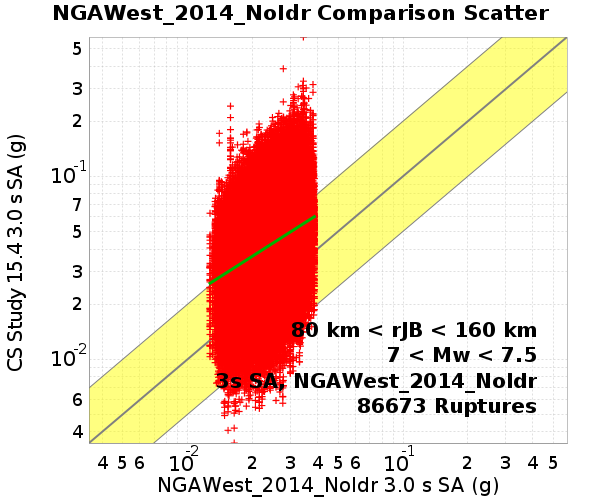 NGAWest_2014_NoIdr Comparison Scatter
CS Study 15.4 3.0 s SA (g)
5
3
2
10-1
7
5
3
2
10-2
6
4
80 km < rJB < 160 km
7 < Mw < 7.5
3s SA, NGAWest_2014_NoIdr
86673 Ruptures
4 5 6 10-2 2 3 4 5 6 10-1 2 3 4 5
NGAWest_2014_NoIdr 3.0 s SA (g)